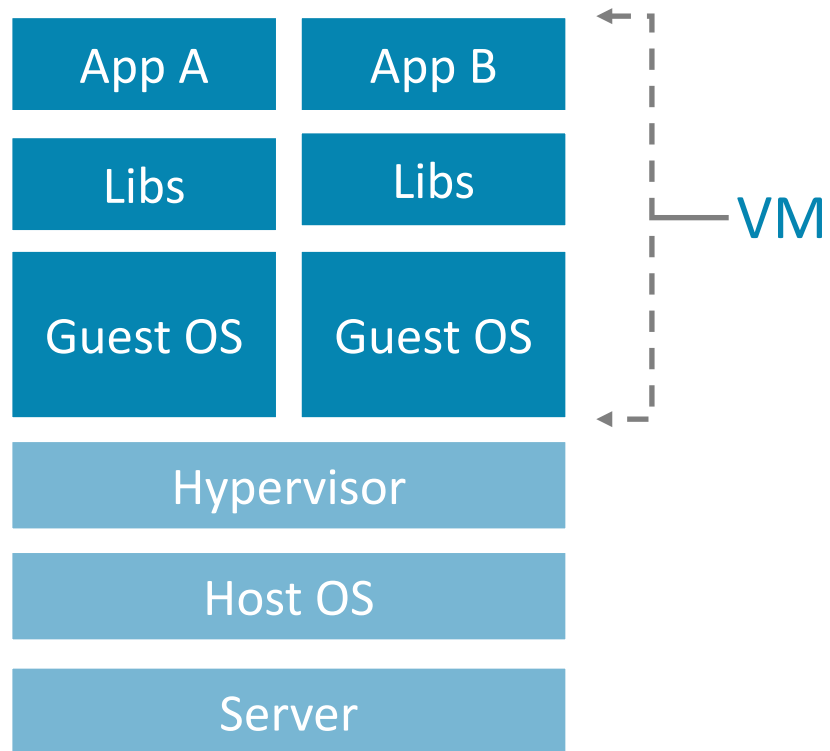 App A
App B
Libs
Libs
VM
Guest OS
Guest OS
Hypervisor
Host OS
Server